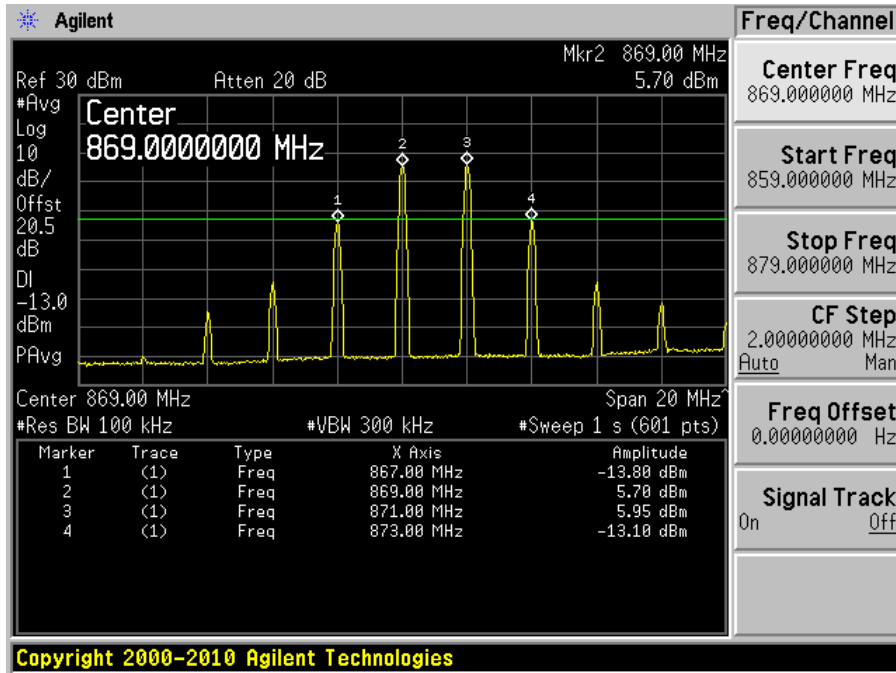 Agilent
Freq/Channel
Mkr2 869.00 MHz
Ref 30 dBm Atten 20 dB 5.70 dBm
#Avg
Log
10
dB/
Offst
20.5
dB
DI
-13.0
dBm
PAvg
Center
869.0000000 MHz
1
2
3
4
Center 869.00 MHz Span 20 MHz^
#Res BW 100 kHz #VBW 300 kHz #Sweep 1 s (601 pts)
Marker Trace Type X Axis Amplitude
1 (1) Freq 867.00 MHz -13.80 dBm
2 (1) Freq 869.00 MHz 5.70 dBm
3 (1) Freq 871.00 MHz 5.95 dBm
4 (1) Freq 873.00 MHz -13.10 dBm
Center Freq
869.000000 MHz
Start Freq
859.000000 MHz
Stop Freq
879.000000 MHz
CF Step
2.00000000 MHz
Auto Man
Freq Offset
0.00000000 Hz
Signal Track
On Off
Copyright 2000-2010 Agilent Technologies